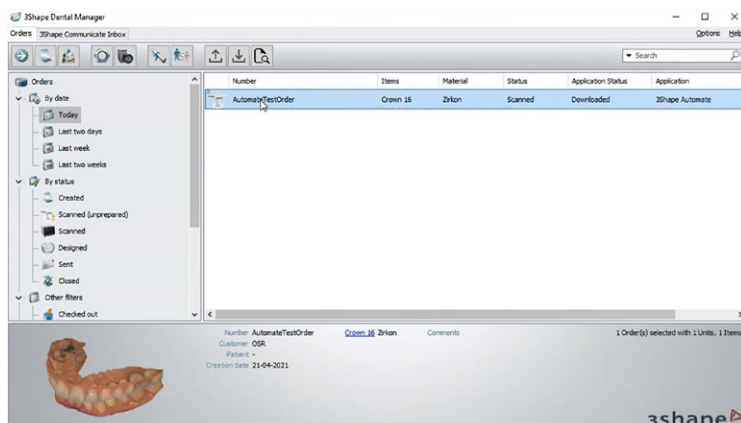 3Shape Dental Manager
Orders 3Shape Communicate Inbox Options Help
Search
Orders
By date
Today
Last two days
Last week
Last two weeks
By status
Created
Scanned (unprepared)
Scanned
Designed
Sent
Closed
Other filters
Checked out
Number Items Material Status Application Status Application
AutomateTestOrder Crown 16 Zirkon Scanned Downloaded 3Shape Automate
Number AutomateTestOrder Crown 16 Zirkon Comments 1 Order(s) selected with 1 Units, 1 Items
Customer OSR
Patient -
Creation date 21-04-2021
3shape